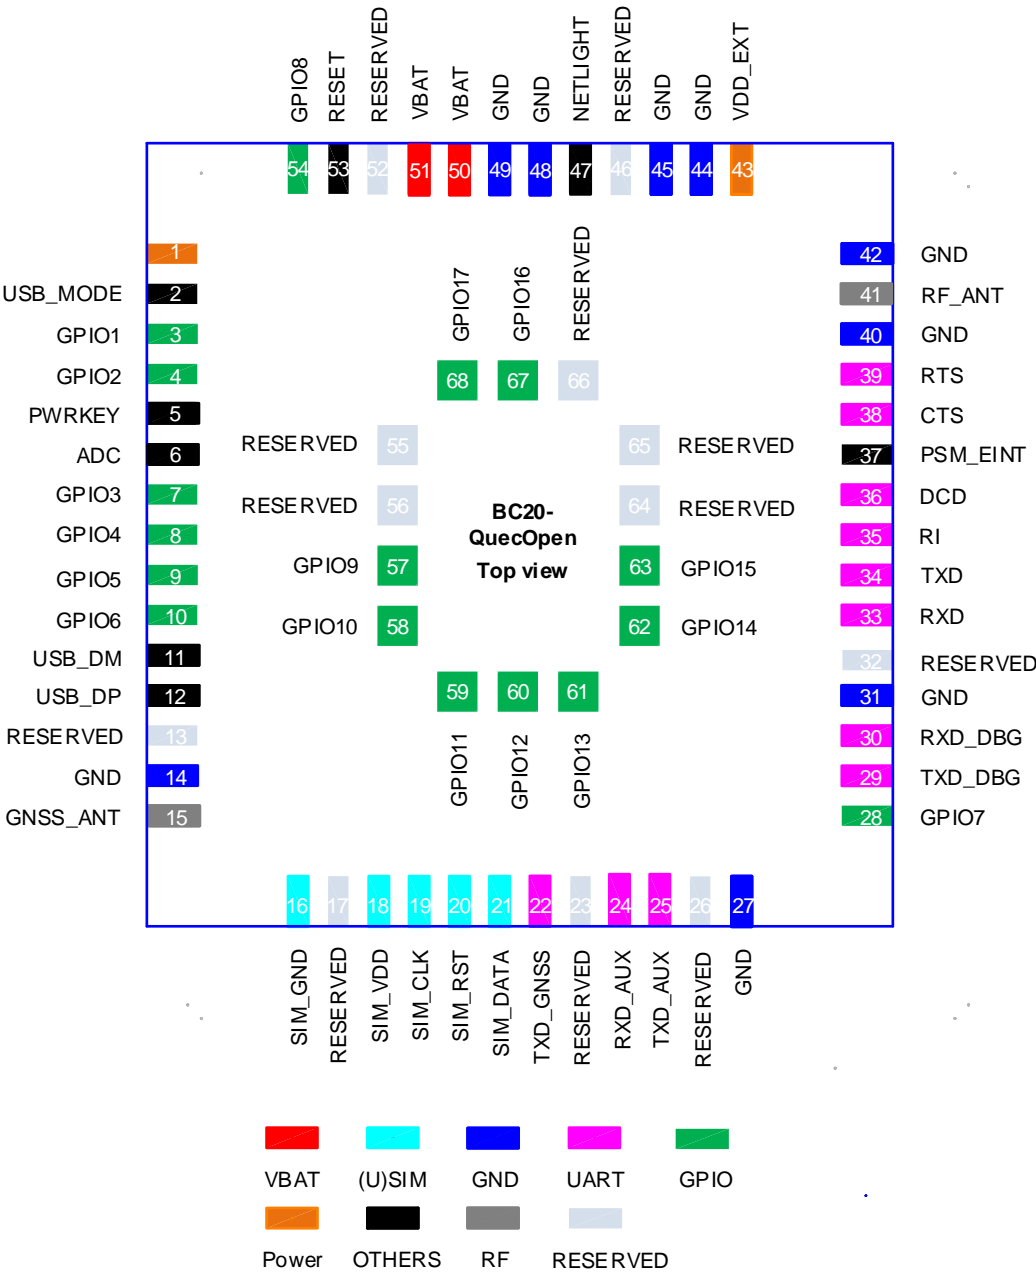 GPIO8
RESET
RESERVED
VBAT
VBAT
GND
GND
NETLIGHT
RESERVED
GND
GND
VDD_EXT
54
53
52
51
50
49
48
47
46
45
44
43
1
USB_MODE 2
GPIO1 3
GPIO2 4
PWRKEY 5
ADC 6
GPIO3 7
GPIO4 8
GPIO5 9
GPIO6 10
USB_DM 11
USB_DP 12
RESERVED 13
GND 14
GNSS_ANT 15
GPIO17
GPIO16
RESERVED
68
67
66
RESERVED 55
RESERVED 56
GPIO9 57
GPIO10 58
65 RESERVED
64 RESERVED
63 GPIO15
62 GPIO14
BC20-
QuecOpen
Top view
59
60
61
GPIO11
GPIO12
GPIO13
42 GND
41 RF_ANT
40 GND
39 RTS
38 CTS
37 PSM_EINT
36 DCD
35 RI
34 TXD
33 RXD
32 RESERVED
31 GND
30 RXD_DBG
29 TXD_DBG
28 GPIO7
16
17
18
19
20
21
22
23
24
25
26
27
SIM_GND
RESERVED
SIM_VDD
SIM_CLK
SIM_RST
SIM_DATA
TXD_GNSS
RESERVED
RXD_AUX
TXD_AUX
RESERVED
GND
VBAT
(U)SIM
GND
UART
GPIO
Power
OTHERS
RF
RESERVED